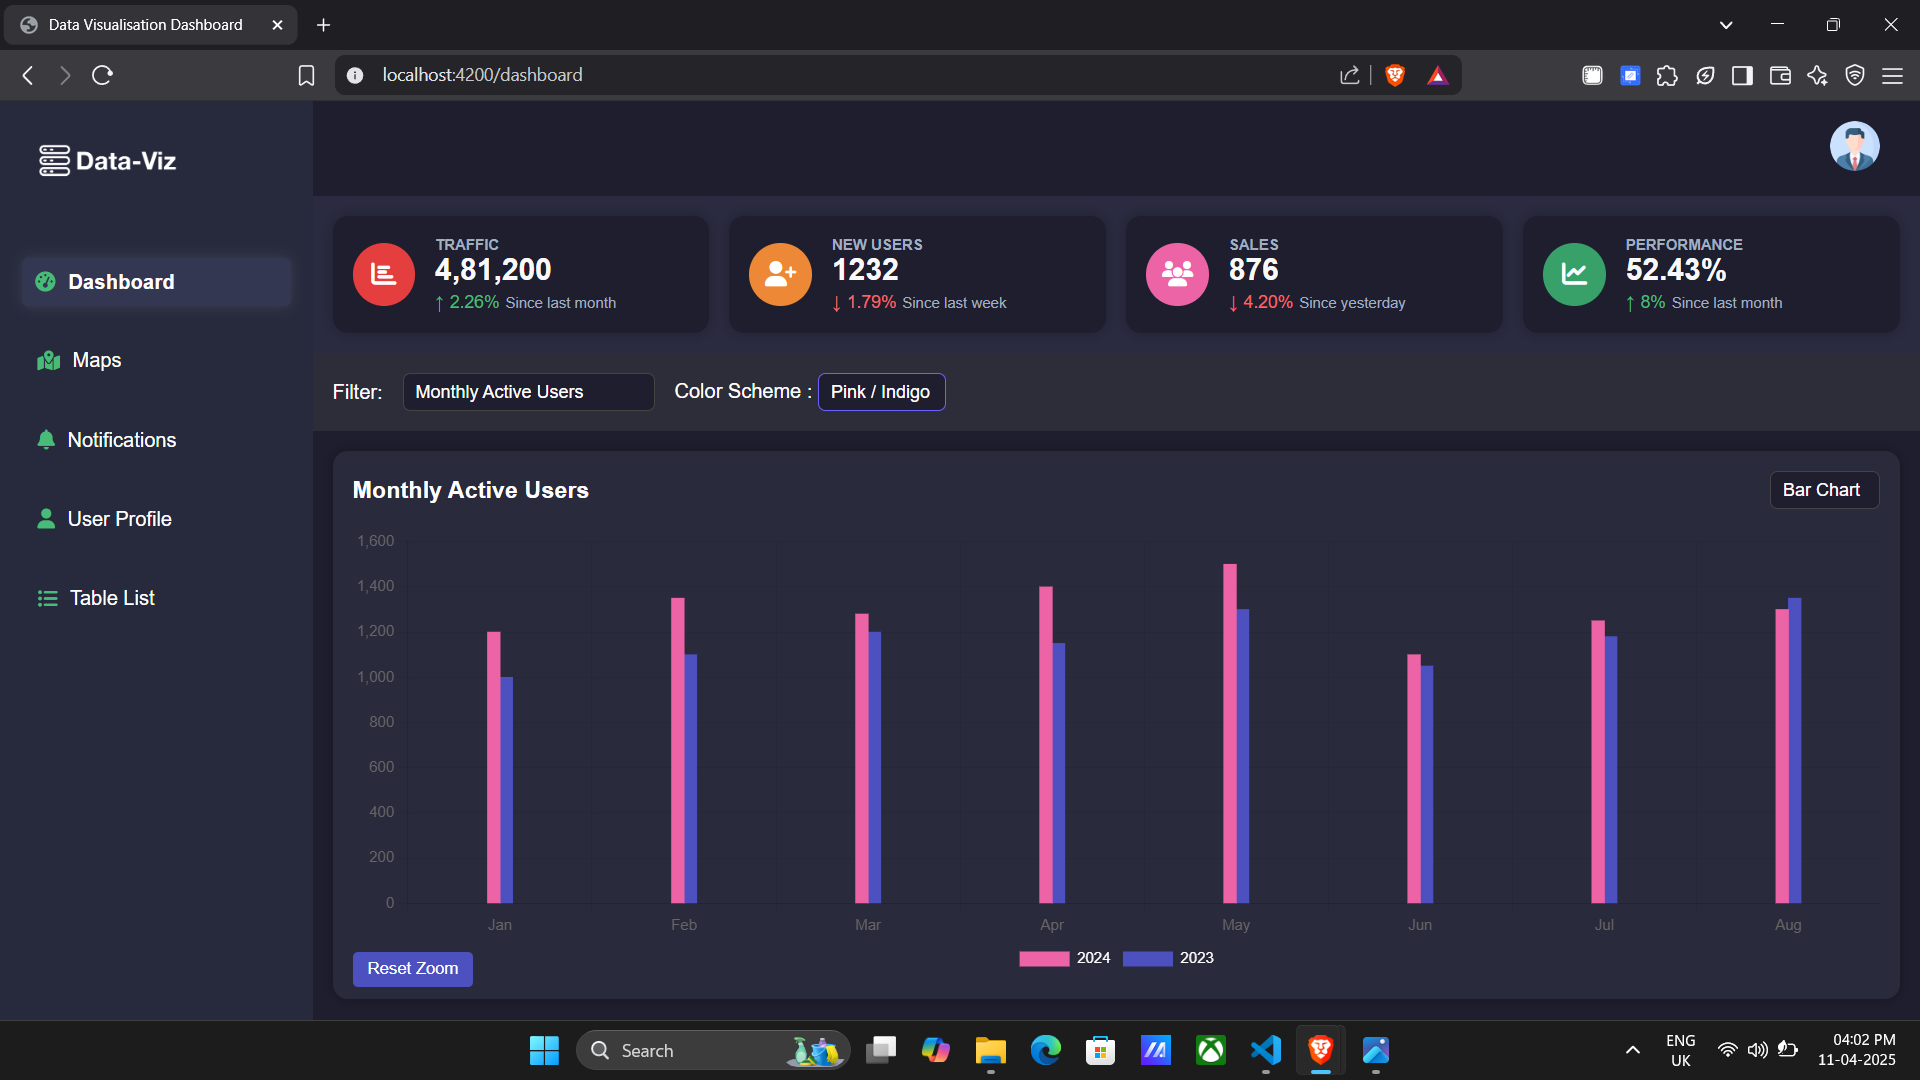 Data Visualisation Dashboard
localhost:4200/dashboard
Data-Viz
Dashboard
Maps
Notifications
User Profile
Table List
TRAFFIC
4,81,200
↑ 2.26% Since last month
NEW USERS
1232
↓ 1.79% Since last week
SALES
876
↓ 4.20% Since yesterday
PERFORMANCE
52.43%
↑ 8% Since last month
Filter: Monthly Active Users Color Scheme : Pink / Indigo
Monthly Active Users
Bar Chart
1,600
1,400
1,200
1,000
800
600
400
200
0
Jan Feb Mar Apr May Jun Jul Aug
2024 2023
Reset Zoom
Search
ENG
UK
04:02 PM
11-04-2025